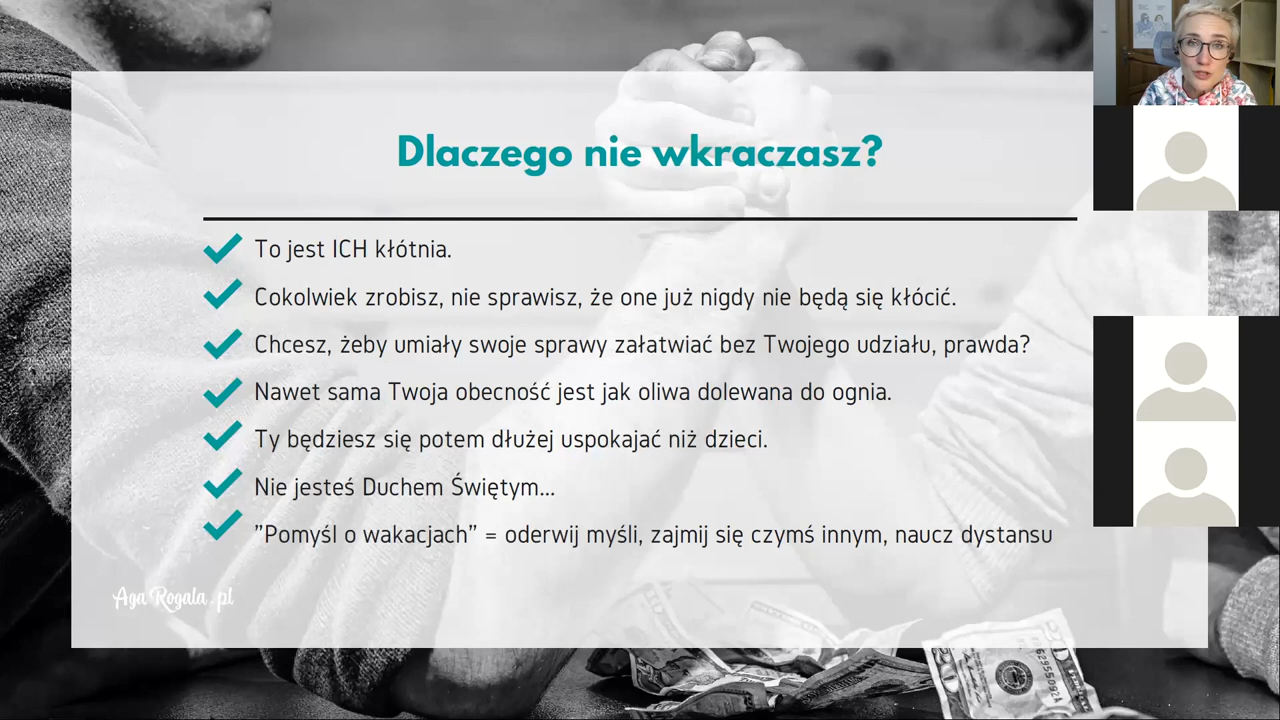 Dlaczego nie wkraczasz?
To jest ICH kłótnia.
Cokolwiek zrobisz, nie sprawisz, że one już nigdy nie będą się kłócić.
Chcesz, żeby umiały swoje sprawy załatwiać bez Twojego udziału, prawda?
Nawet sama Twoja obecność jest jak oliwa dolewana do ognia.
Ty będziesz się potem dłużej uspokajać niż dzieci.
Nie jesteś Duchem Świętym...
”Pomyśl o wakacjach” = oderwij myśli, zajmij się czymś innym, naucz dystansu
Aga Rogala.pl